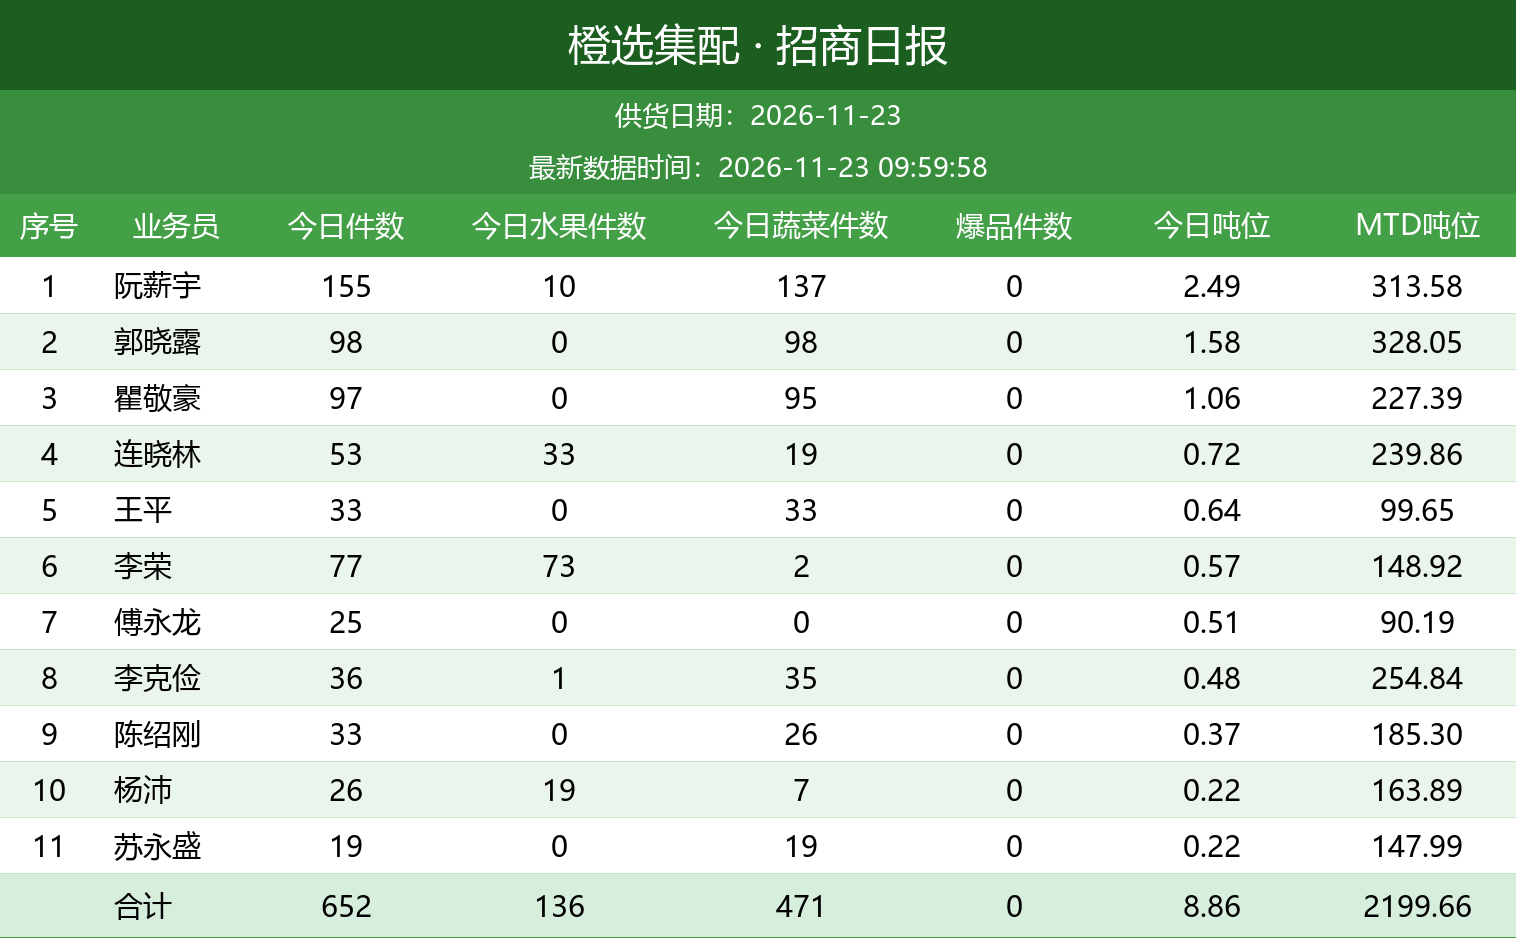 橙选集配 · 招商日报
供货日期：2026-11-23
最新数据时间：2026-11-23 09:59:58
序号 业务员 今日件数 今日水果件数 今日蔬菜件数 爆品件数 今日吨位 MTD吨位
1 阮薪宇 155 10 137 0 2.49 313.58
2 郭晓露 98 0 98 0 1.58 328.05
3 瞿敬豪 97 0 95 0 1.06 227.39
4 连晓林 53 33 19 0 0.72 239.86
5 王平 33 0 33 0 0.64 99.65
6 李荣 77 73 2 0 0.57 148.92
7 傅永龙 25 0 0 0 0.51 90.19
8 李克俭 36 1 35 0 0.48 254.84
9 陈绍刚 33 0 26 0 0.37 185.30
10 杨沛 26 19 7 0 0.22 163.89
11 苏永盛 19 0 19 0 0.22 147.99
合计 652 136 471 0 8.86 2199.66